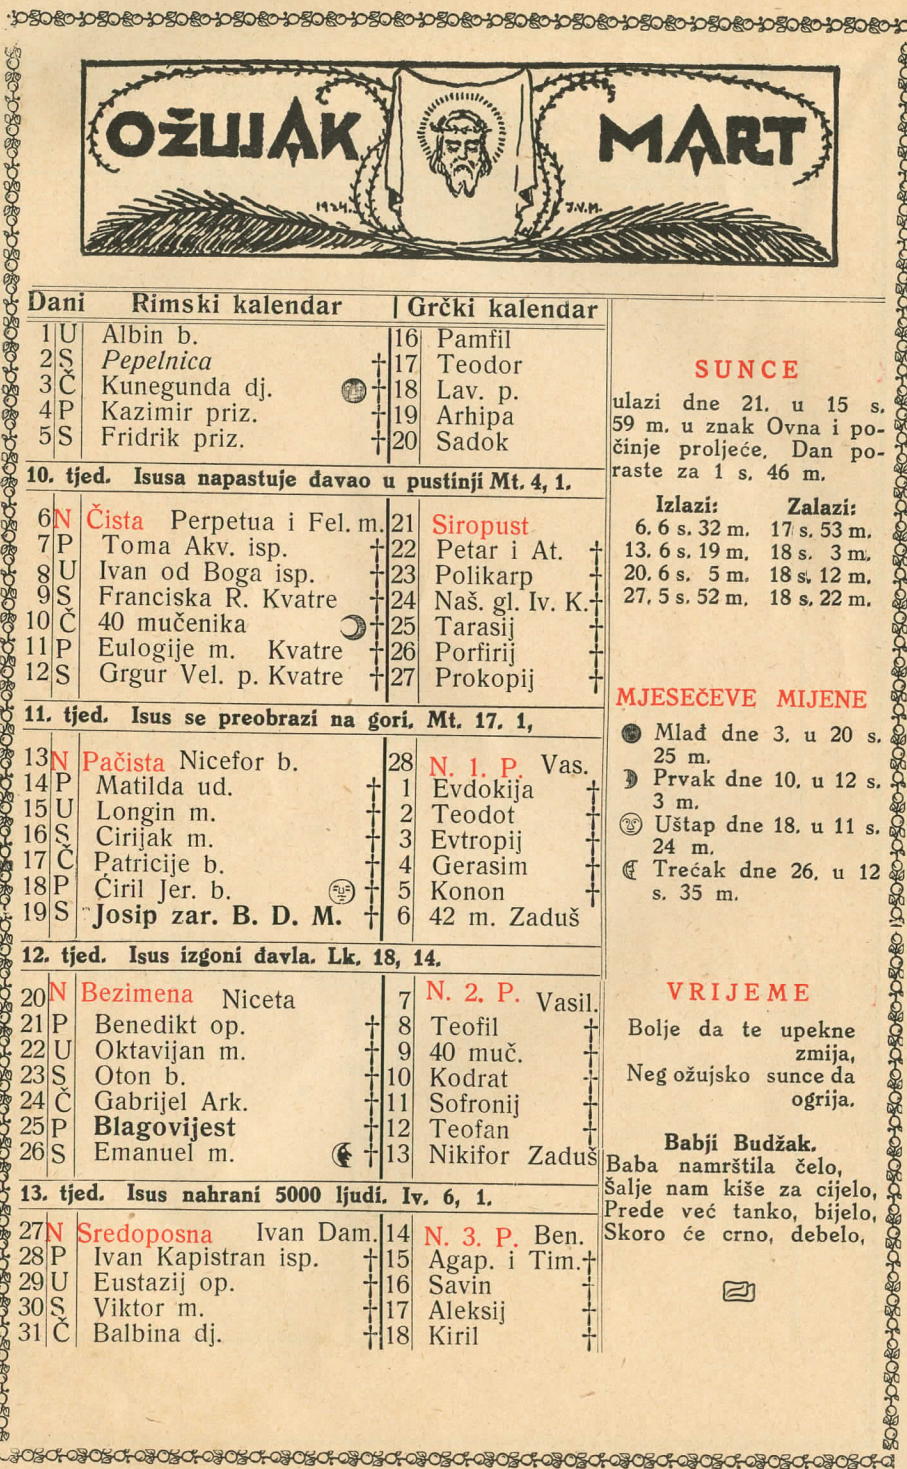 OŽUJAK MART
1924. J.V.M.
Dani Rimski kalendar Grčki kalendar
1 U Albin b. 16 Pamfil
2 S Pepelnica † 17 Teodor
3 Č Kunegunda dj. † 18 Lav. p.
4 P Kazimir priz. † 19 Arhipa
5 S Fridrik priz. † 20 Sadok
10. tjed. Isusa napastuje đavao u pustinji Mt. 4, 1.
6 N Čista Perpetua i Fel. m. 21 Siropust
7 P Toma Akv. isp. † 22 Petar i At. †
8 U Ivan od Boga isp. † 23 Polikarp †
9 S Franciska R. Kvatre † 24 Naš. gl. Iv. K. †
10 Č 40 mučenika † 25 Tarasij †
11 P Eulogije m. Kvatre † 26 Porfirij †
12 S Grgur Vel. p. Kvatre † 27 Prokopij †
11. tjed. Isus se preobrazi na gori. Mt. 17. 1,
13 N Pačista Nicefor b. 28 N. 1. P. Vas.
14 P Matilda ud. † 1 Evdokija †
15 U Longin m. † 2 Teodot †
16 S Cirijak m. † 3 Evtropij †
17 Č Patricije b. † 4 Gerasim †
18 P Ćiril Jer. b. † 5 Konon †
19 S Josip zar. B. D. M. † 6 42 m. Zaduš
12. tjed. Isus izgoni đavla. Lk. 18, 14.
20 N Bezimena Niceta 7 N. 2. P. Vasil.
21 P Benedikt op. † 8 Teofil †
22 U Oktavijan m. † 9 40 muč. †
23 S Oton b. † 10 Kodrat †
24 Č Gabrijel Ark. † 11 Sofronij †
25 P Blagovijest † 12 Teofan †
26 S Emanuel m. † 13 Nikifor Zaduš
13. tjed. Isus nahrani 5000 ljudi. Iv. 6, 1.
27 N Sredoposna Ivan Dam. 14 N. 3. P. Ben.
28 P Ivan Kapistran isp. † 15 Agap. i Tim. †
29 U Eustazij op. † 16 Savin †
30 S Viktor m. † 17 Aleksij †
31 Č Balbina dj. † 18 Kiril †
SUNCE
ulazi dne 21. u 15 s.
59 m. u znak Ovna i po-
činje proljeće. Dan po-
raste za 1 s. 46 m.
Izlazi: Zalazi:
6. 6 s. 32 m. 17 s. 53 m.
13. 6 s. 19 m. 18 s. 3 m.
20. 6 s. 5 m. 18 s. 12 m.
27. 5 s. 52 m. 18 s. 22 m.
MJESEČEVE MIJENE
Mlađ dne 3. u 20 s.
25 m.
Prvak dne 10. u 12 s.
3 m.
Uštap dne 18. u 11 s.
24 m.
Trećak dne 26. u 12
s. 35 m.
VRIJEME
Bolje da te upekne
zmija,
Neg ožujsko sunce da
ogrija.
Babji Budžak.
Baba namrštila čelo,
Šalje nam kiše za cijelo,
Prede već tanko, bijelo,
Skoro će crno, debelo,